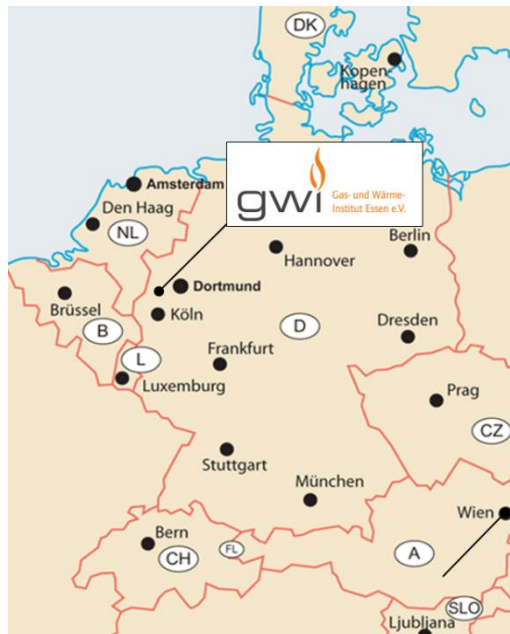 DK
Kopen-
hagen
gwi
Gas- und Wärme-
Institut Essen e.V.
Amsterdam
Den Haag
NL
Berlin
Hannover
Dortmund
Brüssel
Köln
B
D
Dresden
L
Frankfurt
Luxemburg
Prag
CZ
Stuttgart
München
Wien
Bern
FL
CH
A
SLO
Ljubljana